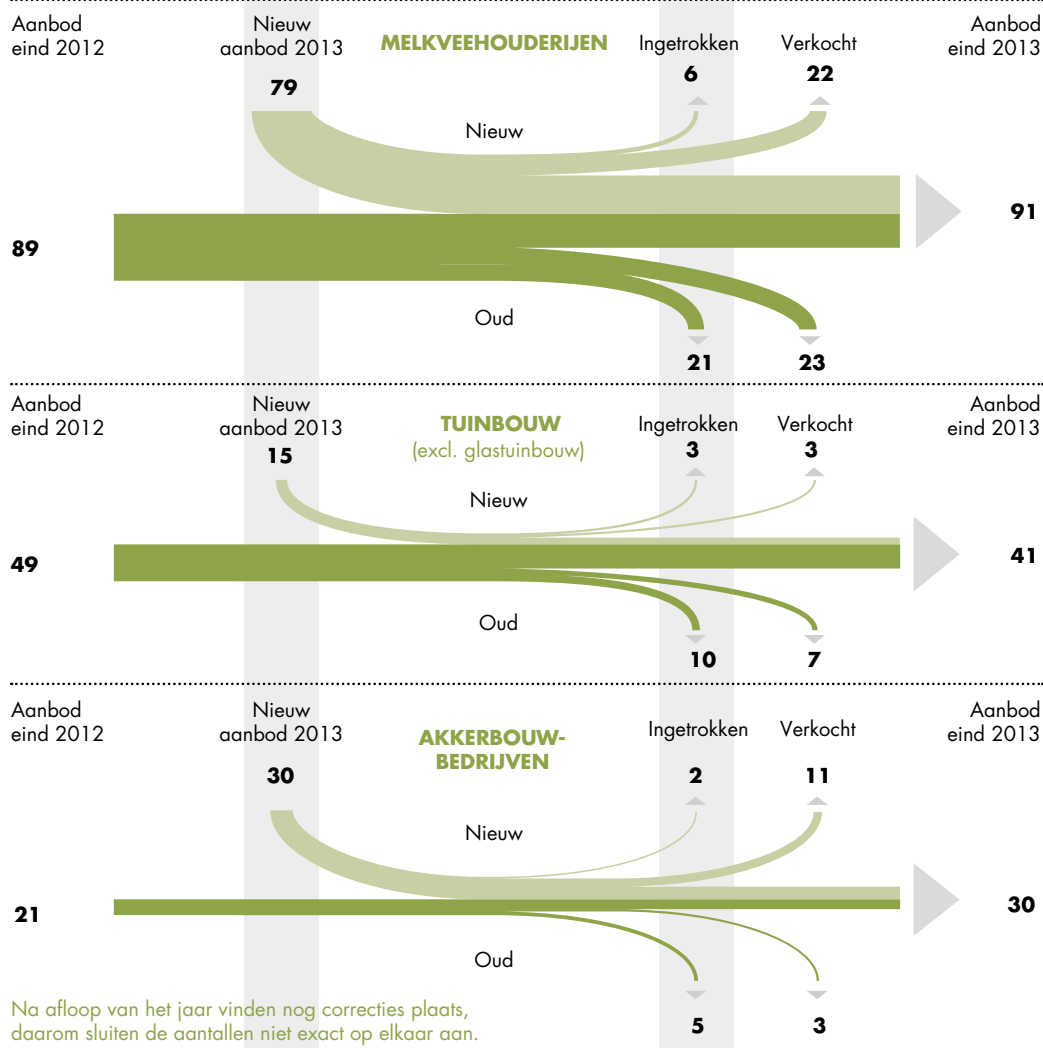 Aanbod
eind 2012
Nieuw
aanbod 2013
79
MELKVEEHOUDERIJEN
Ingetrokken
6
Verkocht
22
Aanbod
eind 2013
Nieuw
89
91
Oud
21
23
Aanbod
eind 2012
Nieuw
aanbod 2013
15
TUINBOUW
(excl. glastuinbouw)
Ingetrokken
3
Verkocht
3
Aanbod
eind 2013
Nieuw
49
41
Oud
10
7
Aanbod
eind 2012
Nieuw
aanbod 2013
30
AKKERBOUW-
BEDRIJVEN
Ingetrokken
2
Verkocht
11
Aanbod
eind 2013
Nieuw
21
30
Oud
5
3
Na afloop van het jaar vinden nog correcties plaats,
daarom sluiten de aantallen niet exact op elkaar aan.